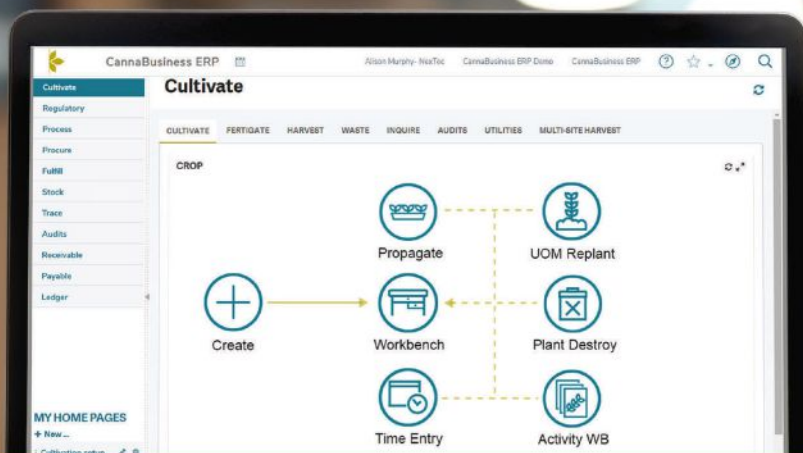 CannaBusiness ERP
Alison Murphy- NexTec CannaBusiness ERP Demo CannaBusiness ERP
Cultivate
Regulatory
Process
Procure
Fulfill
Stock
Trace
Audits
Receivable
Payable
Ledger
MY HOME PAGES
+ New ...
Cultivation setup
Cultivate
CULTIVATE FERTIGATE HARVEST WASTE INQUIRE AUDITS UTILITIES MULTI-SITE HARVEST
CROP
Propagate UOM Replant
Create Workbench Plant Destroy
Time Entry Activity WB